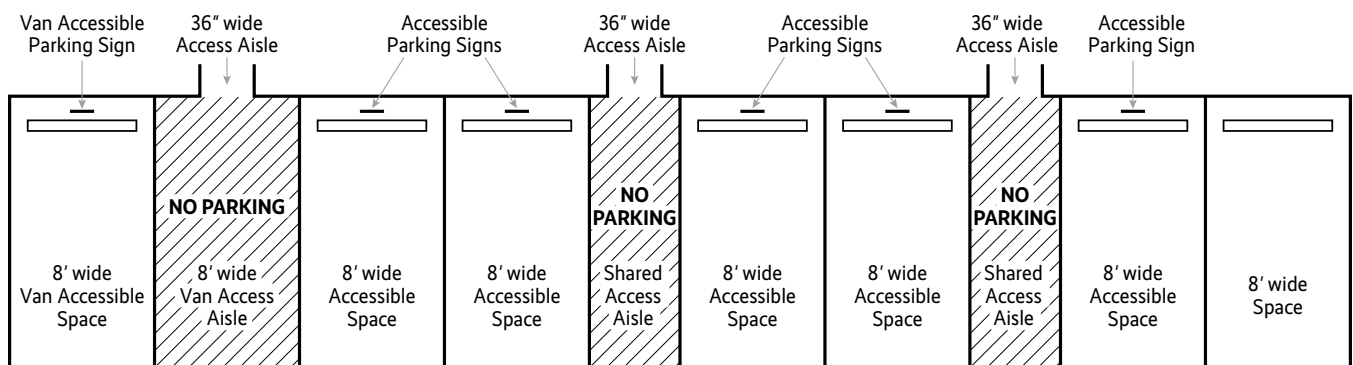 Van Accessible
Parking Sign
36″ wide
Access Aisle
Accessible
Parking Signs
36″ wide
Access Aisle
Accessible
Parking Signs
36″ wide
Access Aisle
Accessible
Parking Sign
NO PARKING
NO
PARKING
NO
PARKING
8′ wide
Van Accessible
Space
8′ wide
Van Access
Aisle
8′ wide
Accessible
Space
8′ wide
Accessible
Space
Shared
Access
Aisle
8′ wide
Accessible
Space
8′ wide
Accessible
Space
Shared
Access
Aisle
8′ wide
Accessible
Space
8′ wide
Space